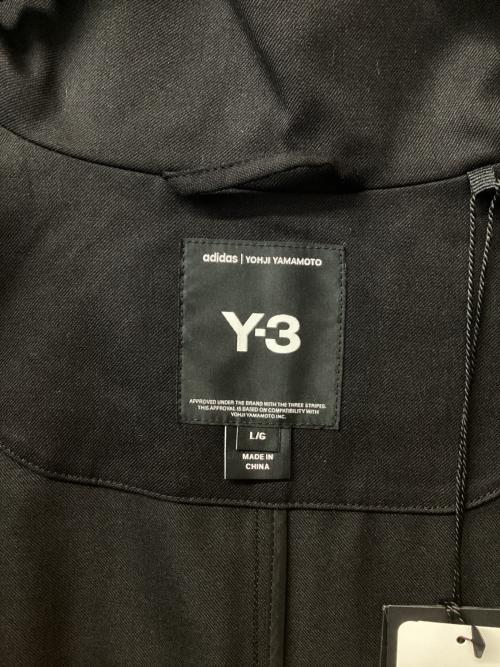 adidas | YOHJI YAMAMOTO
Y-3
APPROVED UNDER THE BRAND WITH THE THREE STRIPES.
THIS APPROVAL IS BASED ON COMPATIBILITY WITH
YOHJI YAMAMOTO INC.
L/G
MADE IN
CHINA